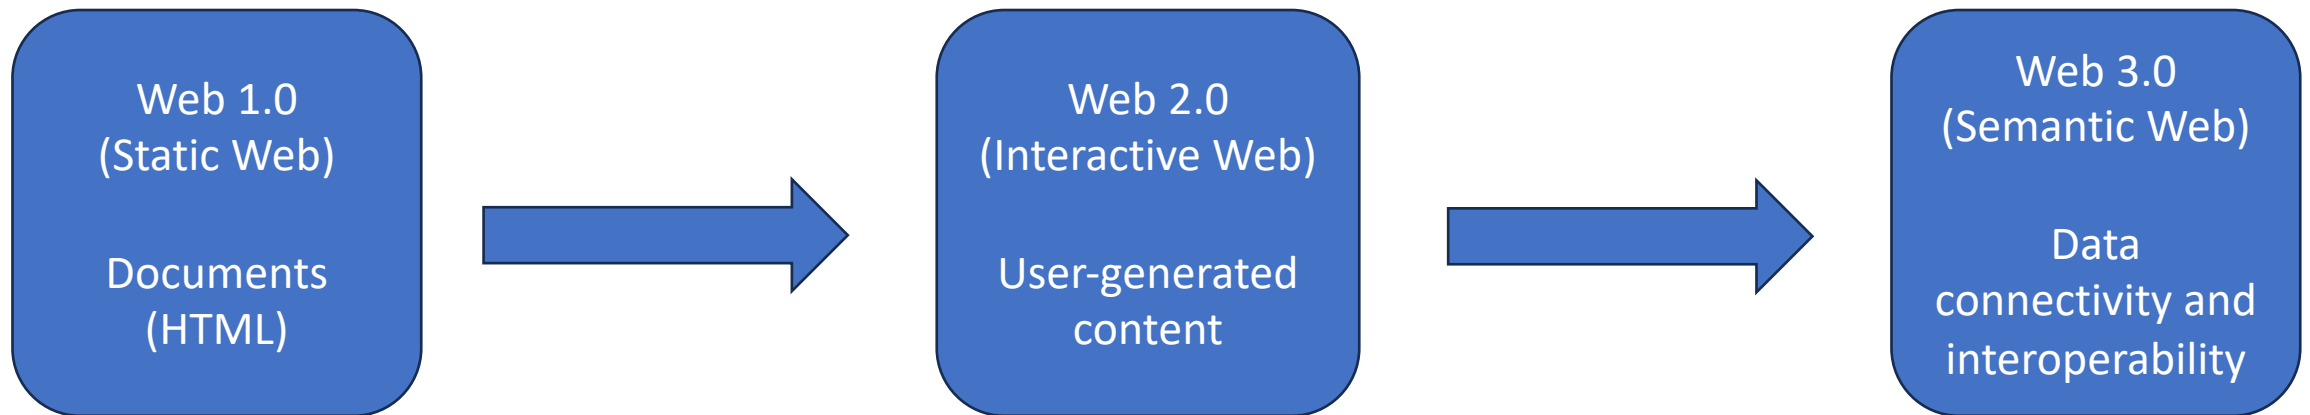 Web 1.0
(Static Web)
Documents
(HTML)
Web 2.0
(Interactive Web)
User-generated
content
Web 3.0
(Semantic Web)
Data
connectivity and
interoperability